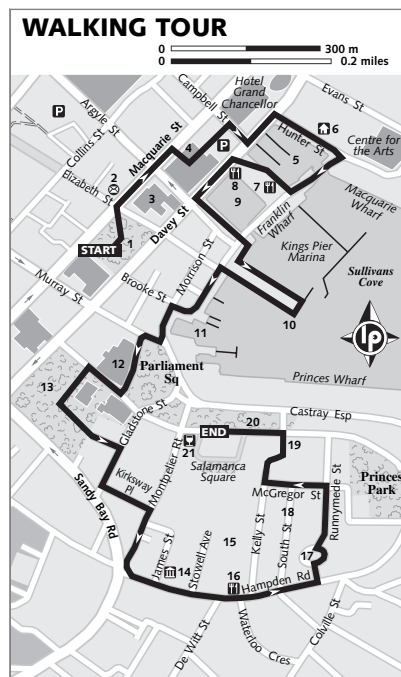 WALKING TOUR
0 300 m
0 0.2 miles
Hotel
Grand
Chancellor
Campbell St
Evans St
Argyle St
P
Collins St
Macquarie St
4
P
Hunter St
6
5
Centre for
the Arts
Elizabeth St
2
3
8
7
9
Davey St
Franklin
Wharf
Macquarie
Wharf
START
1
Kings Pier
Marina
Morrison St
Sullivans
Cove
Murray St
Brooke St
10
lp
11
12
Parliament
Sq
Princes Wharf
13
Gladstone St
Castray Esp
20
END
19
21
Salamanca
Square
Montpelier Rt
Kirksway
Pl
McGregor St
Runnymede St
Princes
Park
Sandy Bay Rd
18
James St
Stowell Ave
15
Kelly St
South St
17
14
16
Hampden Rd
De Witt St
Waterloo Cres
Colville St